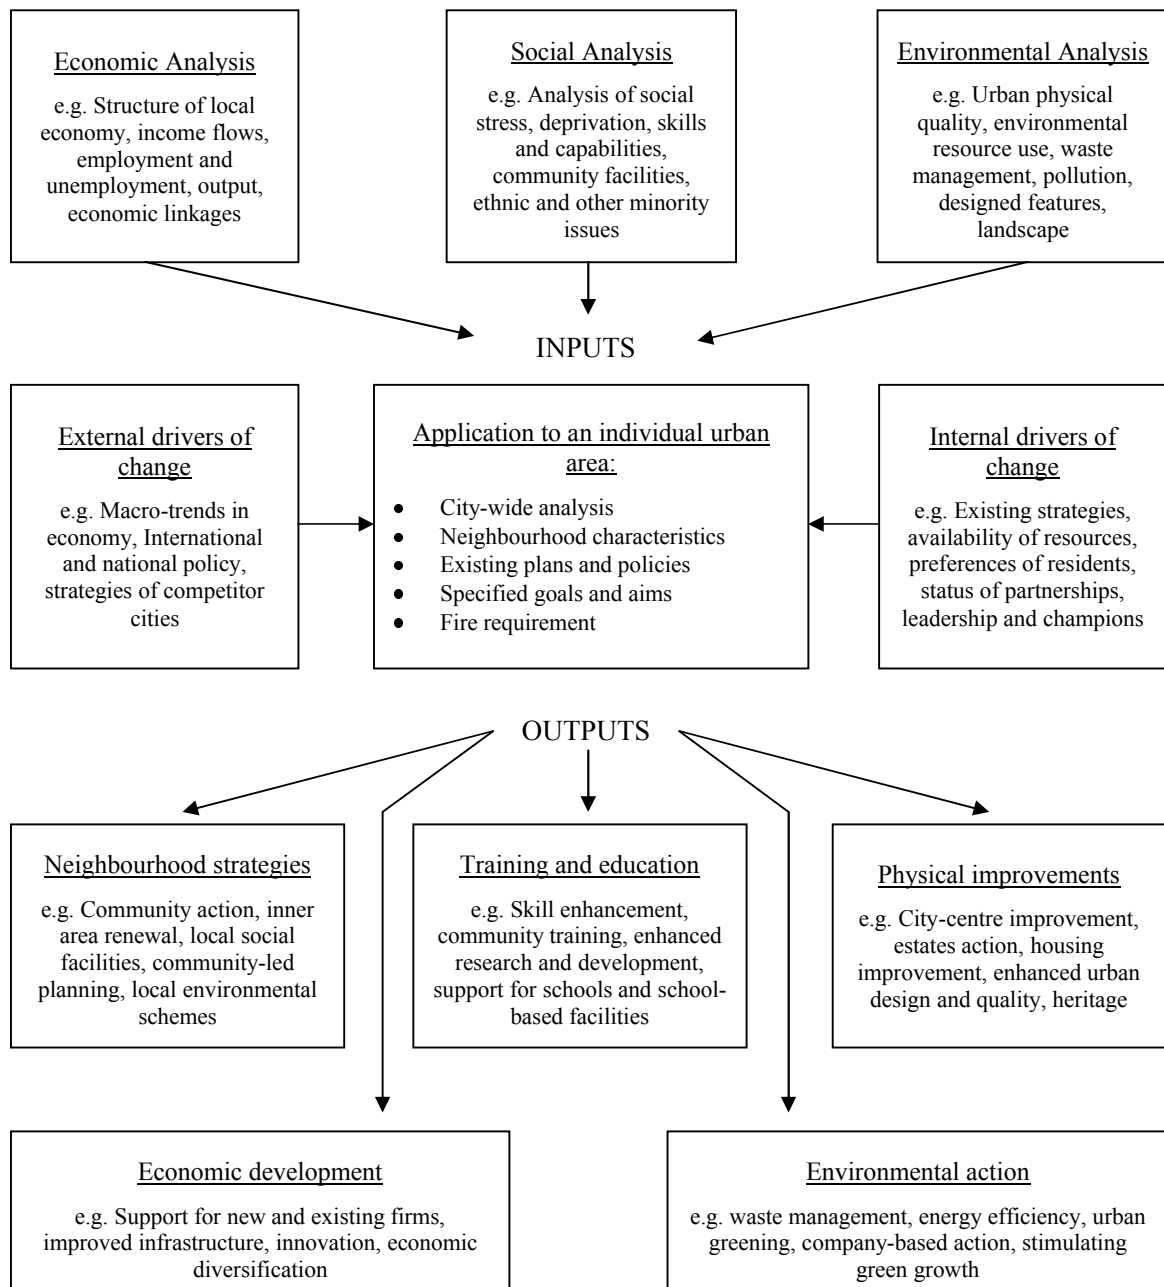 Economic Analysis
e.g. Structure of local
economy, income flows,
employment and
unemployment, output,
economic linkages
Social Analysis
e.g. Analysis of social
stress, deprivation, skills
and capabilities,
community facilities,
ethnic and other minority
issues
Environmental Analysis
e.g. Urban physical
quality, environmental
resource use, waste
management, pollution,
designed features,
landscape
INPUTS
External drivers of
change
e.g. Macro-trends in
economy, International
and national policy,
strategies of competitor
cities
Application to an individual urban
area:
• City-wide analysis
• Neighbourhood characteristics
• Existing plans and policies
• Specified goals and aims
• Fire requirement
Internal drivers of
change
e.g. Existing strategies,
availability of resources,
preferences of residents,
status of partnerships,
leadership and champions
OUTPUTS
Neighbourhood strategies
e.g. Community action, inner
area renewal, local social
facilities, community-led
planning, local environmental
schemes
Training and education
e.g. Skill enhancement,
community training, enhanced
research and development,
support for schools and school-
based facilities
Physical improvements
e.g. City-centre improvement,
estates action, housing
improvement, enhanced urban
design and quality, heritage
Economic development
e.g. Support for new and existing firms,
improved infrastructure, innovation, economic
diversification
Environmental action
e.g. waste management, energy efficiency, urban
greening, company-based action, stimulating
green growth